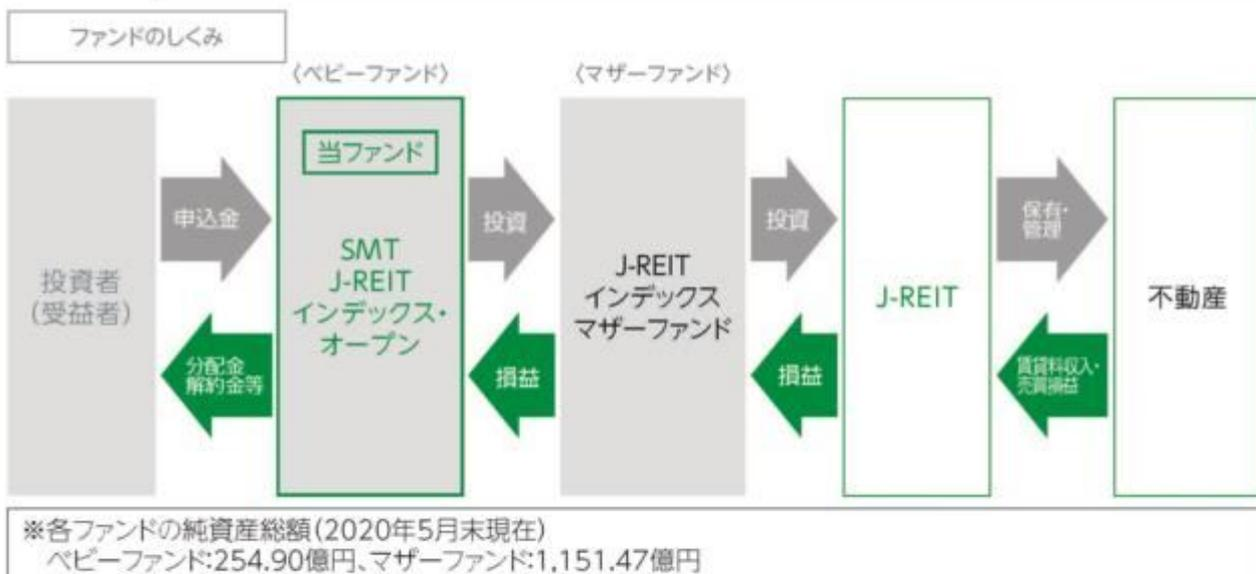 ファンドのしくみ
〈ベビーファンド〉
〈マザーファンド〉
投資者
(受益者)
申込金
分配金
解約金等
当ファンド
SMT
J-REIT
インデックス・
オープン
投資
損益
J-REIT
インデックス
マザーファンド
投資
損益
J-REIT
保有・
管理
賃貸料収入・
売買損益
不動産
※各ファンドの純資産総額(2020年5月末現在)
ベビーファンド:254.90億円、マザーファンド:1,151.47億円